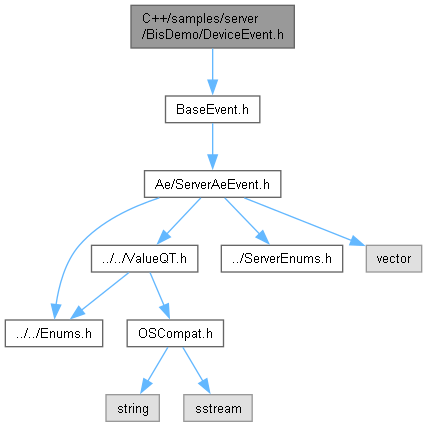 C++/samples/server
/BisDemo/DeviceEvent.h
BaseEvent.h
Ae/ServerAeEvent.h
../../ValueQT.h
../ServerEnums.h
vector
../../Enums.h
OSCompat.h
string
sstream